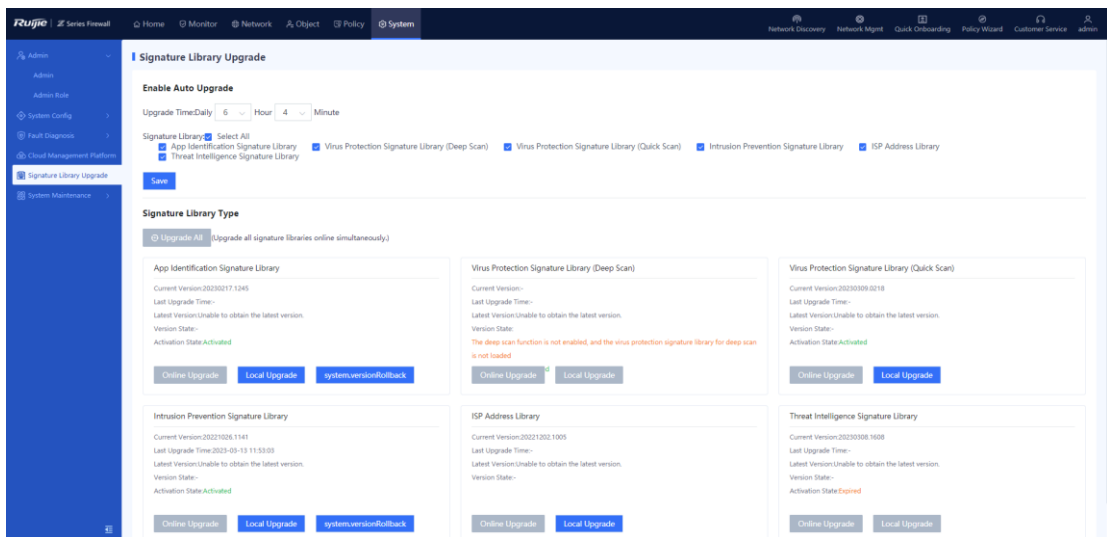 Ruijie | Z Series Firewall
Home Monitor Network Object Policy System
Network Discovery Network Mgmt Quick Onboarding Policy Wizard Customer Service admin
Admin
Admin
Admin Role
System Config
Fault Diagnosis
Cloud Management Platform
Signature Library Upgrade
System Maintenance
Signature Library Upgrade
Enable Auto Upgrade
Upgrade Time:Daily 6 Hour 4 Minute
Signature Library: Select All
App Identification Signature Library Virus Protection Signature Library (Deep Scan) Virus Protection Signature Library (Quick Scan) Intrusion Prevention Signature Library ISP Address Library
Threat Intelligence Signature Library
Save
Signature Library Type
Upgrade All (Upgrade all signature libraries online simultaneously.)
App Identification Signature Library
Current Version:20230217.1245
Last Upgrade Time:-
Latest Version:Unable to obtain the latest version.
Version State:-
Activation State:Activated
Online Upgrade Local Upgrade system.versionRollback
Virus Protection Signature Library (Deep Scan)
Current Version:-
Last Upgrade Time:-
Latest Version:Unable to obtain the latest version.
Version State:
The deep scan function is not enabled, and the virus protection signature library for deep scan
is not loaded
Online Upgrade Local Upgrade
Virus Protection Signature Library (Quick Scan)
Current Version:20230309.0218
Last Upgrade Time:-
Latest Version:Unable to obtain the latest version.
Version State:-
Activation State:Activated
Online Upgrade Local Upgrade
Intrusion Prevention Signature Library
Current Version:20221026.1141
Last Upgrade Time:2023-03-13 11:53:03
Latest Version:Unable to obtain the latest version.
Version State:-
Activation State:Activated
Online Upgrade Local Upgrade system.versionRollback
ISP Address Library
Current Version:20221202.1005
Last Upgrade Time:-
Latest Version:Unable to obtain the latest version.
Version State:-
Online Upgrade Local Upgrade
Threat Intelligence Signature Library
Current Version:20230308.1608
Last Upgrade Time:-
Latest Version:Unable to obtain the latest version.
Version State:-
Activation State:Expired
Online Upgrade Local Upgrade